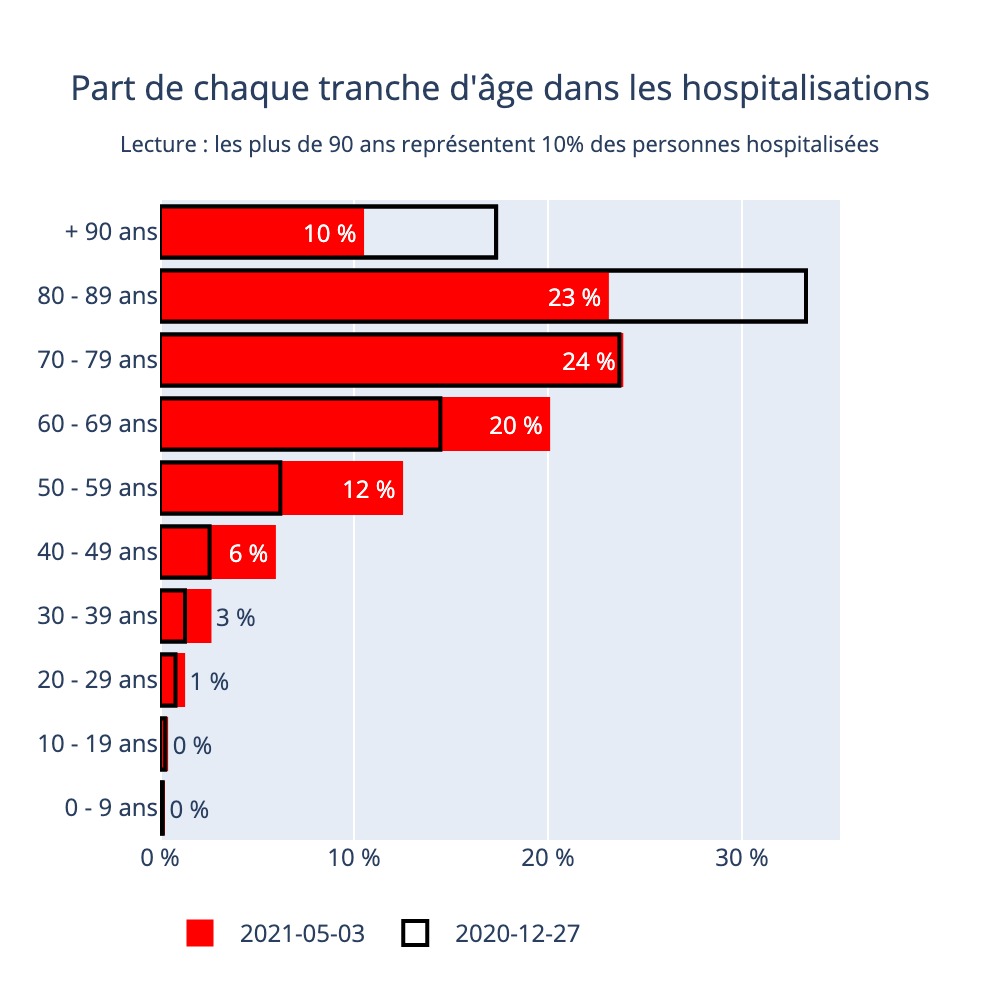 Part de chaque tranche d'âge dans les hospitalisations
Lecture : les plus de 90 ans représentent 10% des personnes hospitalisées
+ 90 ans 10 %
80 - 89 ans 23 %
70 - 79 ans 24 %
60 - 69 ans 20 %
50 - 59 ans 12 %
40 - 49 ans 6 %
30 - 39 ans 3 %
20 - 29 ans 1 %
10 - 19 ans 0 %
0 - 9 ans 0 %
0 % 10 % 20 % 30 %
2021-05-03 2020-12-27